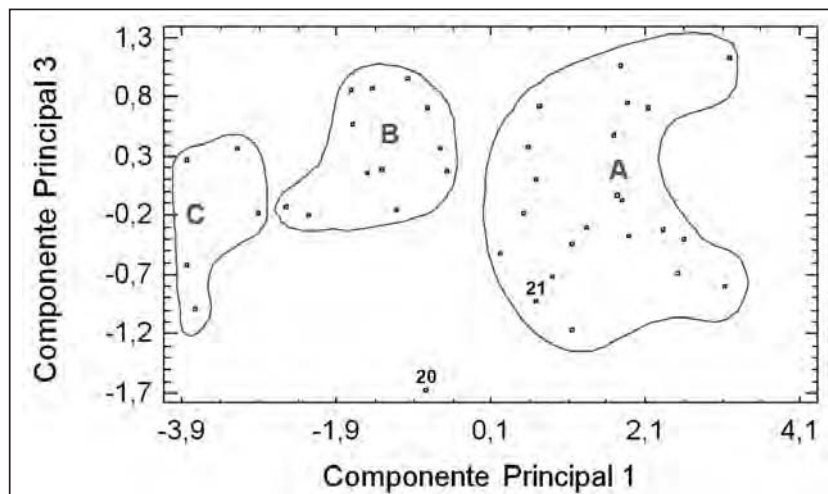 Componente Principal 3
1,3
0,8
0,3
-0,2
-0,7
-1,2
-1,7
A
B
C
21
20
-3,9
-1,9
0,1
2,1
4,1
Componente Principal 1